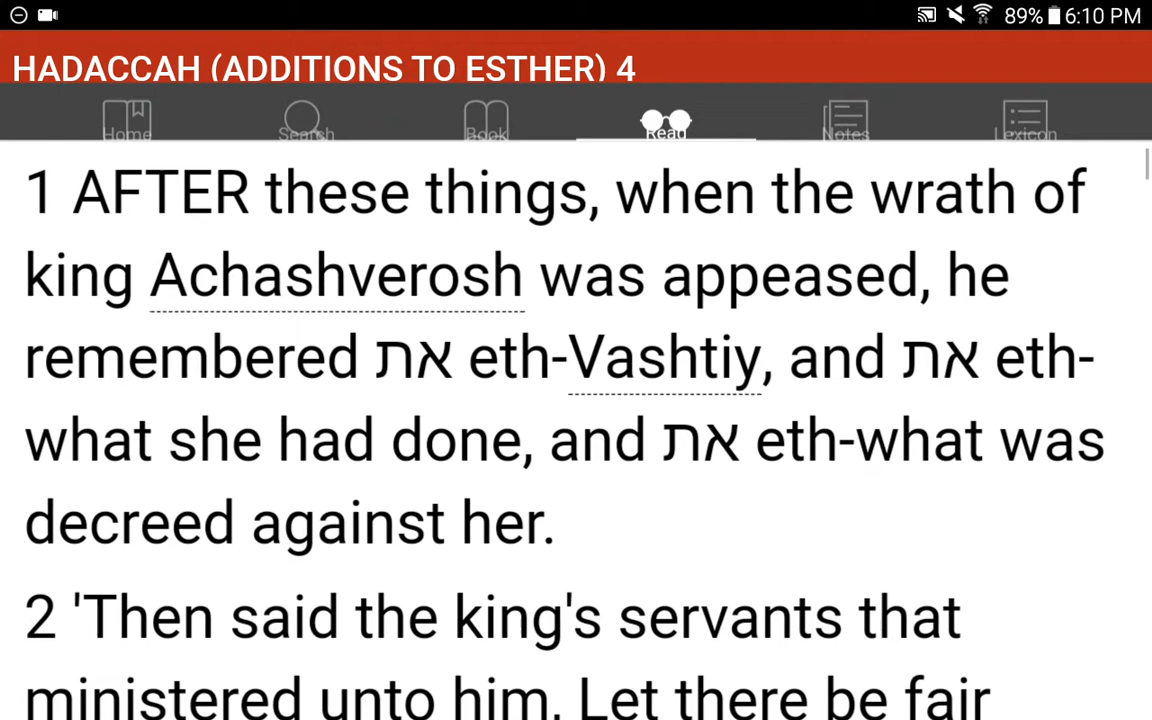 89% 6:10 PM
HADACCAH (ADDITIONS TO ESTHER) 4
Home Search Book Read Notes Lexicon
1 AFTER these things, when the wrath of
king Achashverosh was appeased, he
remembered את eth-Vashtiy, and את eth-
what she had done, and את eth-what was
decreed against her.
2 'Then said the king's servants that
ministered unto him, Let there be fair